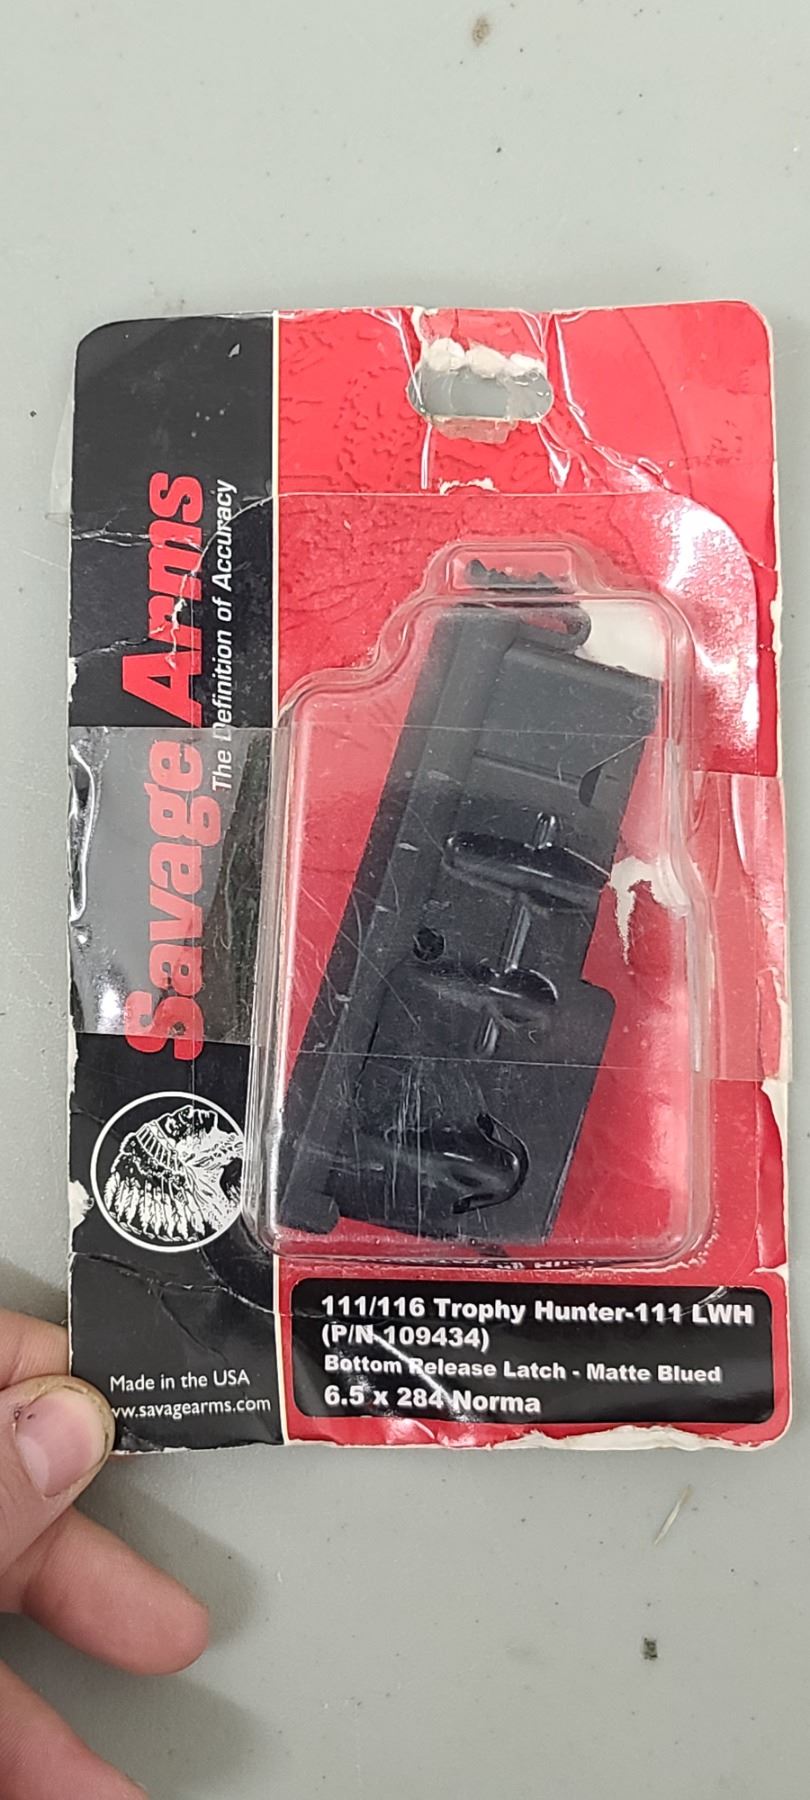 Savage Arms
The Definition of Accuracy
111/116 Trophy Hunter-111 LWH
(P/N 109434)
Bottom Release Latch - Matte Blued
6.5 x 284 Norma
Made in the USA
www.savagearms.com